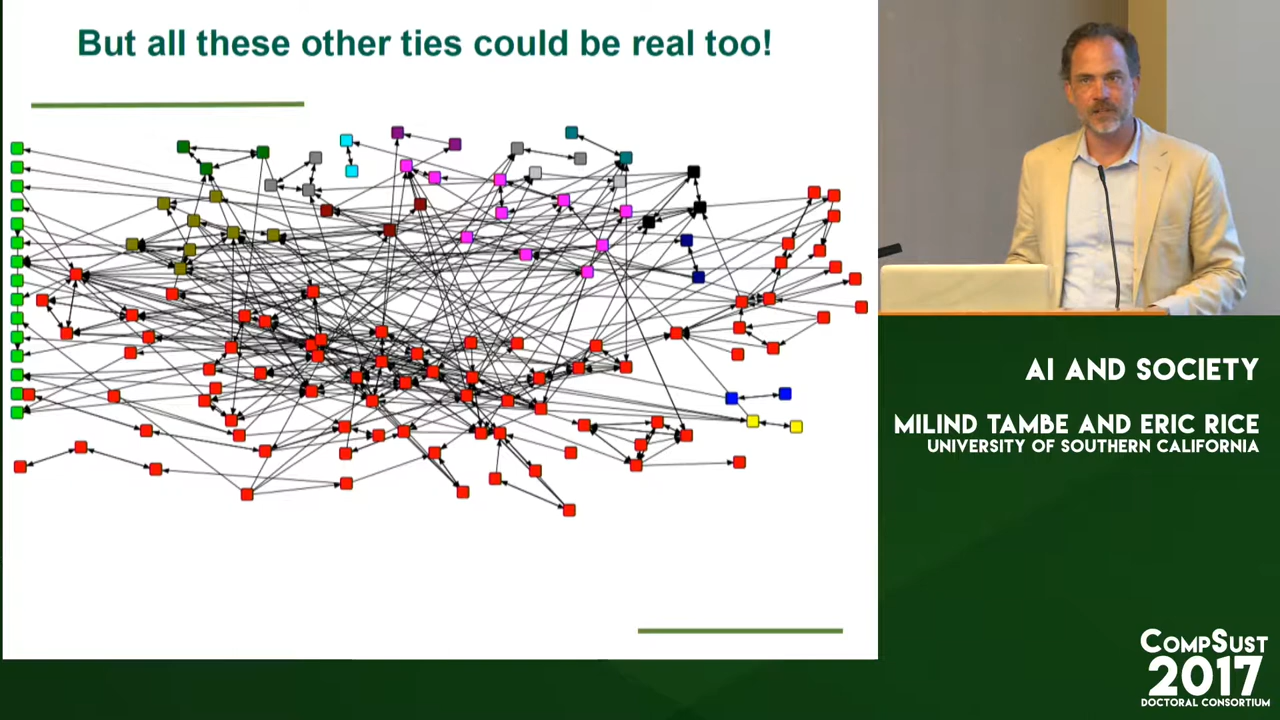 But all these other ties could be real too!
AI AND SOCIETY
MILIND TAMBE AND ERIC RICE
UNIVERSITY OF SOUTHERN CALIFORNIA
COMPSUST
2017
DOCTORAL CONSORTIUM